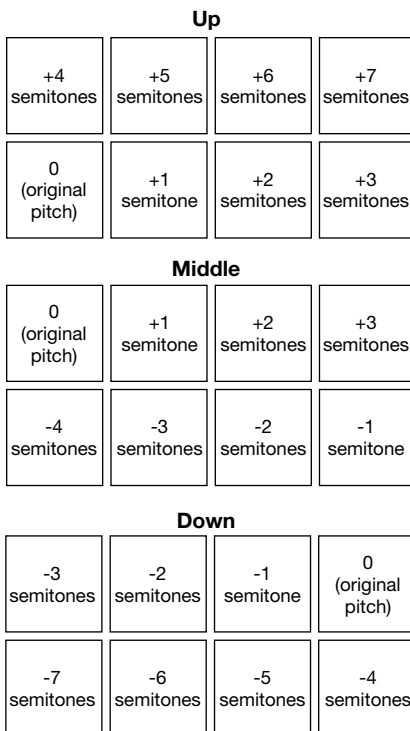 Up
+4 semitones
+5 semitones
+6 semitones
+7 semitones
0 (original pitch)
+1 semitone
+2 semitones
+3 semitones
Middle
0 (original pitch)
+1 semitone
+2 semitones
+3 semitones
-4 semitones
-3 semitones
-2 semitones
-1 semitone
Down
-3 semitones
-2 semitones
-1 semitone
0 (original pitch)
-7 semitones
-6 semitones
-5 semitones
-4 semitones